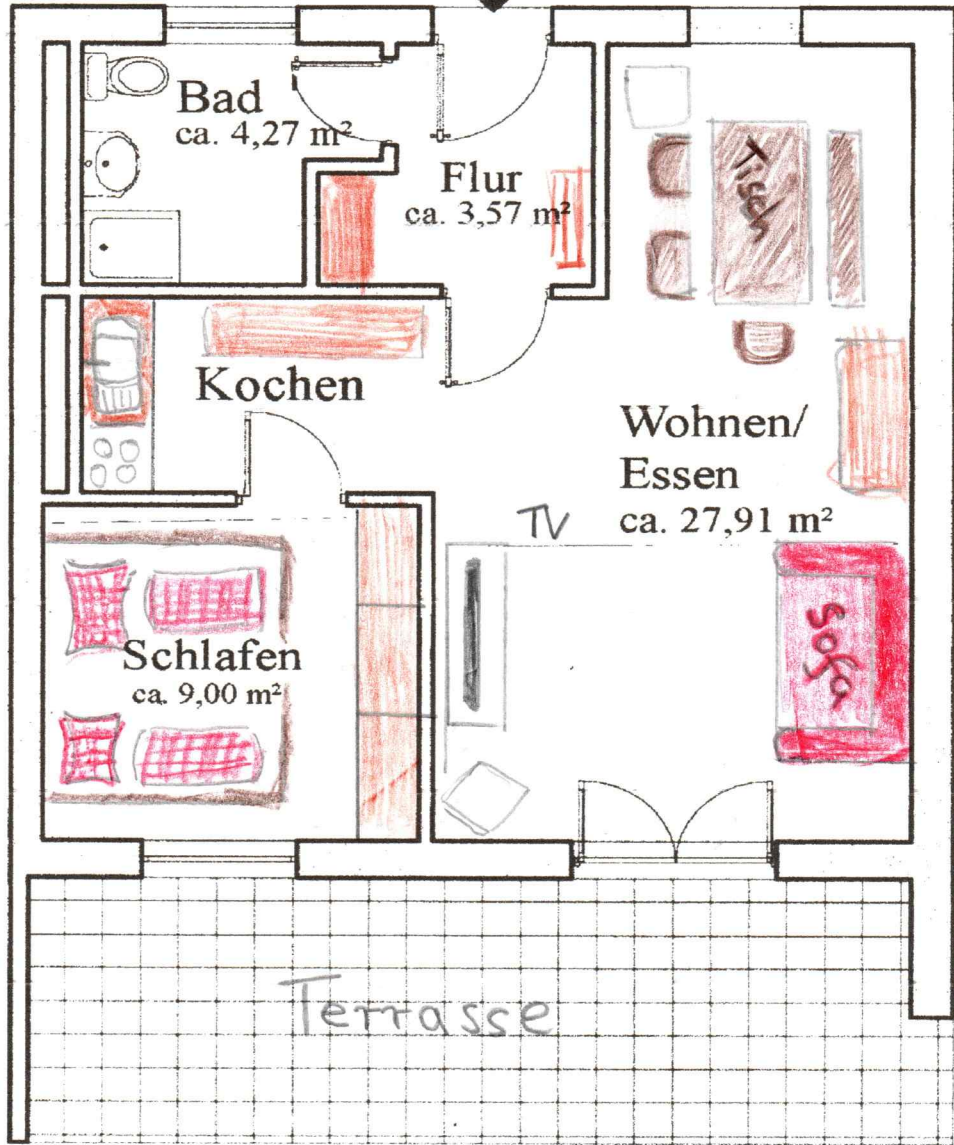 Bad
ca. 4,27 m²
Flur
ca. 3,57 m²
Tisch
Kochen
Wohnen/
Essen
ca. 27,91 m²
TV
Sofa
Schlafen
ca. 9,00 m²
Terrasse